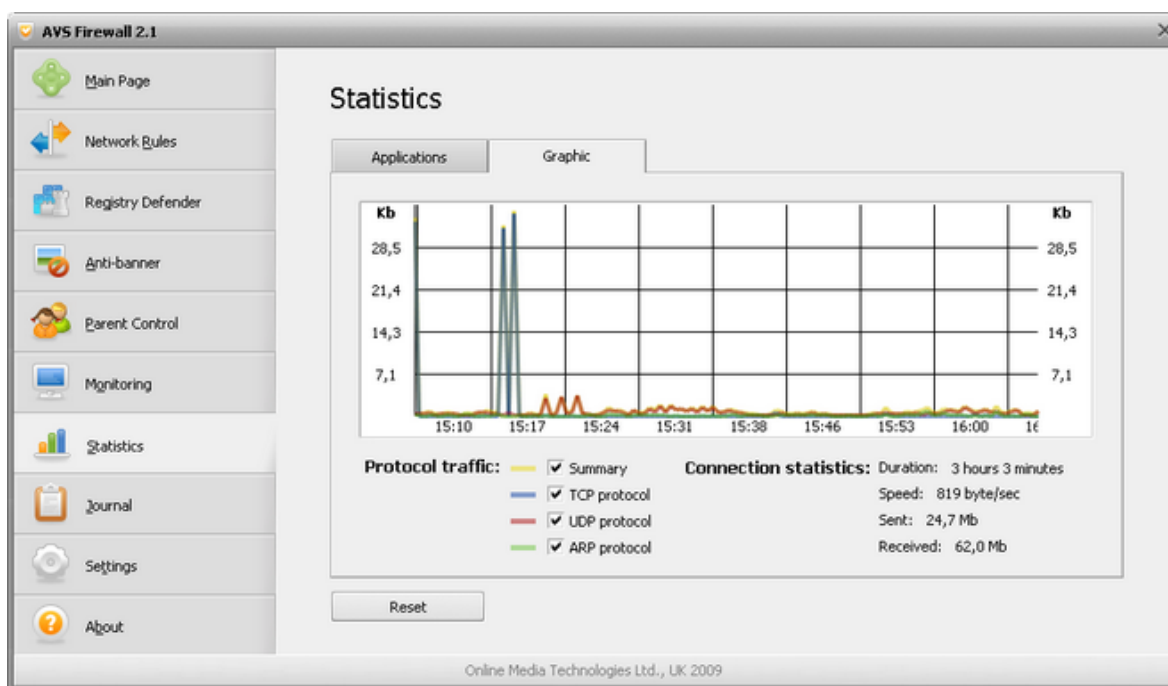 AVS Firewall 2.1
Main Page
Network Rules
Registry Defender
Anti-banner
Parent Control
Monitoring
Statistics
Journal
Settings
About
Statistics
Applications
Graphic
Kb
Kb
28,5
28,5
21,4
21,4
14,3
14,3
7,1
7,1
15:10 15:17 15:24 15:31 15:38 15:46 15:53 16:00
Protocol traffic:
Summary
TCP protocol
UDP protocol
ARP protocol
Connection statistics:
Duration: 3 hours 3 minutes
Speed: 819 byte/sec
Sent: 24,7 Mb
Received: 62,0 Mb
Reset
Online Media Technologies Ltd., UK 2009